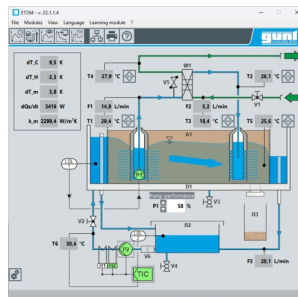 ET264 – v. 22.1.1.4
File Modules View Language Learning module ?
gunt
dT_C 9,5 K
dT_H -3,3 K
dT_m 3,8 K
dQs/dt 3416 W
k_m 2299,4 W/m²K
T4 27,9 °C
W1
V5
T2 26,1 °C
V1
F1 14,8 L/min
F2 5,2 L/min
T1 29,4 °C
T3 18,4 °C
T5 25,6 °C
A1
P1
B1
Pump performance
P1 58 %
V3
V2
B2
B3
T6 30,4 °C
P2
V6
TIC
V4
F3 20,1 L/min